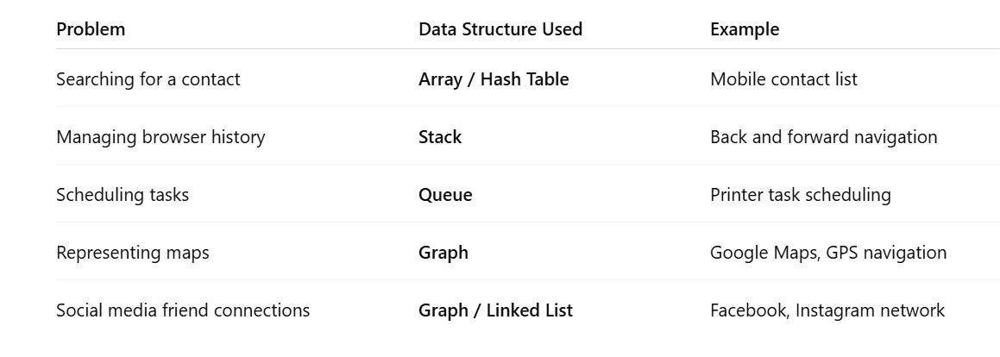 Problem Data Structure Used Example
Searching for a contact Array / Hash Table Mobile contact list
Managing browser history Stack Back and forward navigation
Scheduling tasks Queue Printer task scheduling
Representing maps Graph Google Maps, GPS navigation
Social media friend connections Graph / Linked List Facebook, Instagram network